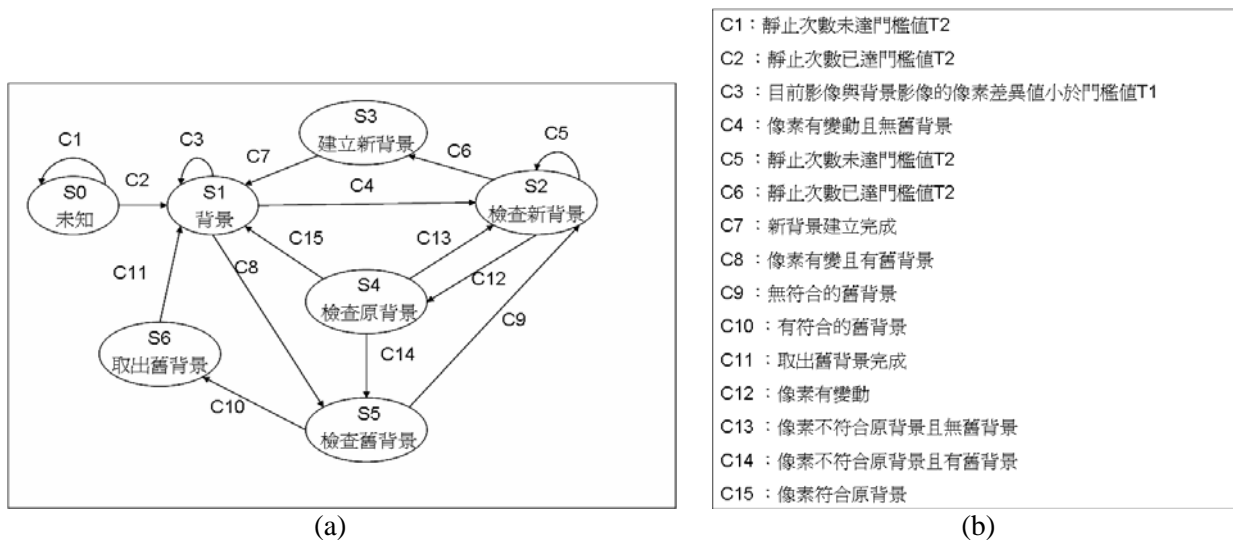 C1
C2
S0
未知
C3
S1
背景
C7
S3
建立新背景
C6
C5
S2
檢查新背景
C4
C15
C13
C12
C11
C8
S4
檢查原背景
C9
S6
取出舊背景
C14
C10
S5
檢查舊背景
(a)
C1：靜止次數未達門檻值T2
C2 ：靜止次數已達門檻值T2
C3 ：目前影像與背景影像的像素差異值小於門檻值T1
C4 ：像素有變動且無舊背景
C5 ：靜止次數未達門檻值T2
C6 ：靜止次數已達門檻值T2
C7 ：新背景建立完成
C8 ：像素有變且有舊背景
C9 ：無符合的舊背景
C10 ：有符合的舊背景
C11 ：取出舊背景完成
C12 ：像素有變動
C13 ：像素不符合原背景且無舊背景
C14 ：像素不符合原背景且有舊背景
C15 ：像素符合原背景
(b)